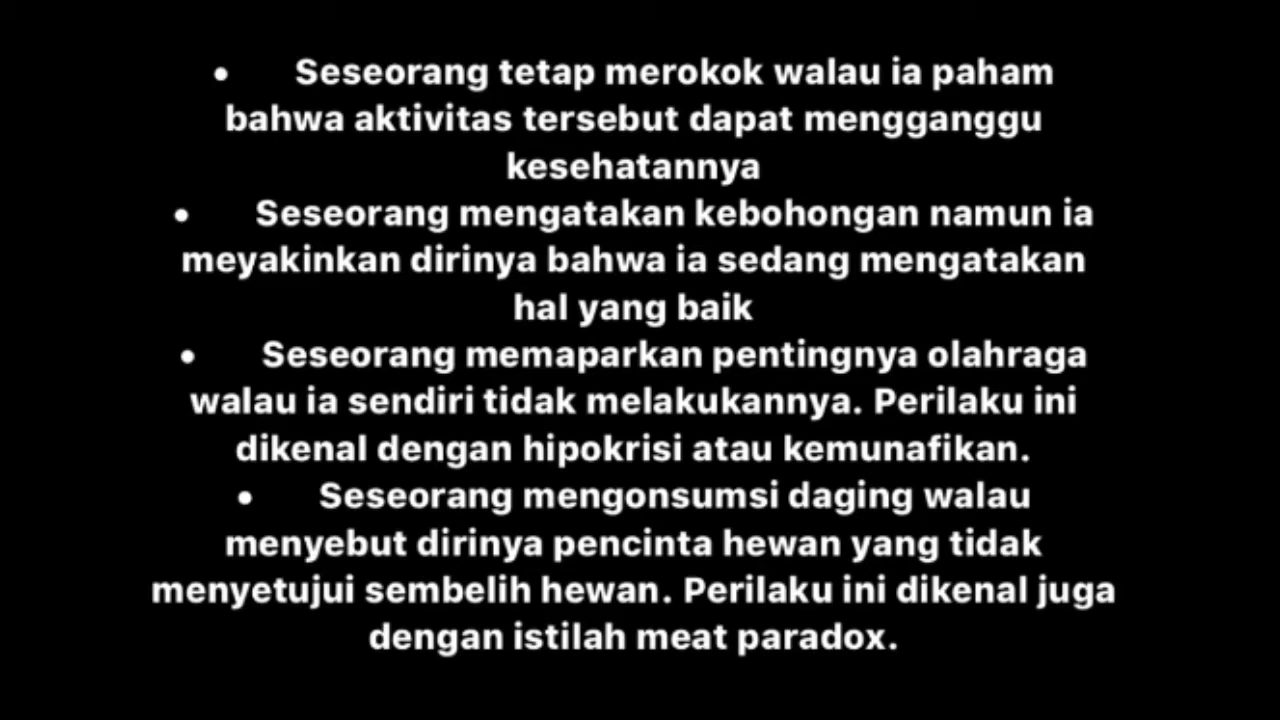 • Seseorang tetap merokok walau ia paham
bahwa aktivitas tersebut dapat mengganggu
kesehatannya
• Seseorang mengatakan kebohongan namun ia
meyakinkan dirinya bahwa ia sedang mengatakan
hal yang baik
• Seseorang memaparkan pentingnya olahraga
walau ia sendiri tidak melakukannya. Perilaku ini
dikenal dengan hipokrisi atau kemunafikan.
• Seseorang mengonsumsi daging walau
menyebut dirinya pencinta hewan yang tidak
menyetujui sembelih hewan. Perilaku ini dikenal juga
dengan istilah meat paradox.